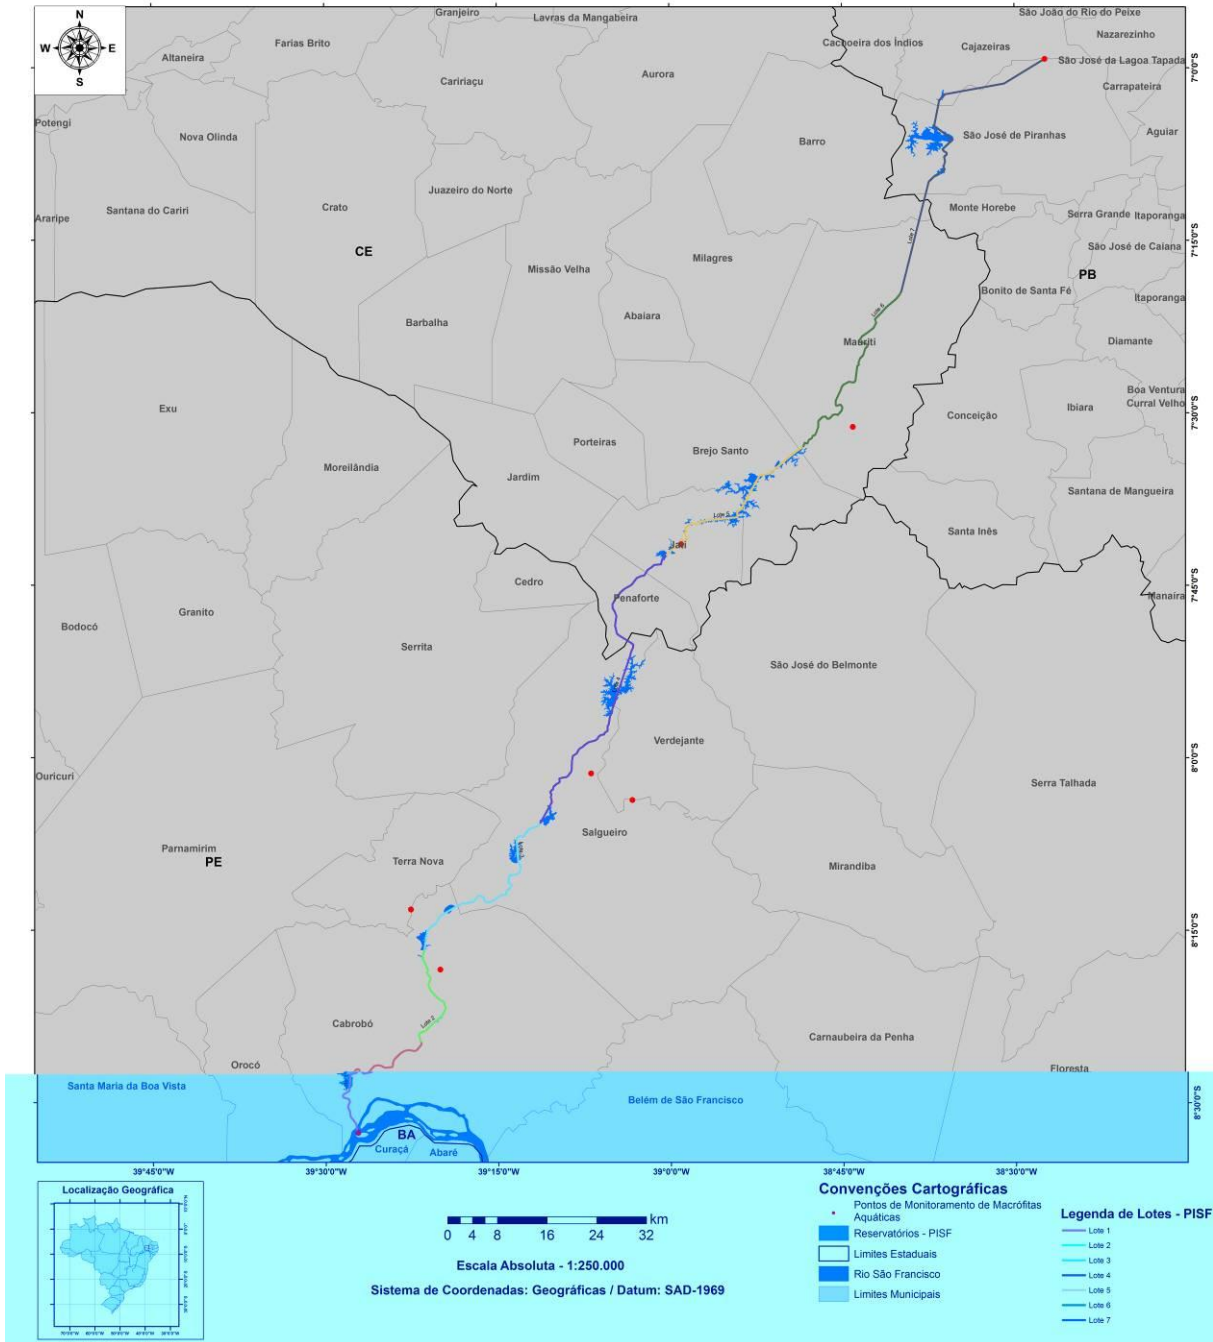 N
W E
S
Granjeiro
Lavras da Mangabeira
São João do Rio do Peixe
Nazarezinho
Farias Brito
Cachoeira dos Índios
Cajazeiras
Altaneira
São José da Lagoa Tapada
7°0'0"S
Aurora
Caririaçu
Carrapateira
Potengi
Nova Olinda
Barro
São José de Piranhas
Aguiar
Juazeiro do Norte
Araripe
Santana do Cariri
Crato
Monte Horebe
Serra Grande
Itaporanga
7°15'0"S
CE
Lote 7
São José de Caiana
Missão Velha
Milagres
PB
Bonito de Santa Fé
Itaporanga
Barbalha
Abaiara
Lote 6
Mauriti
Diamante
Exu
Boa Ventura
Curral Velho
Ibiara
Conceição
7°30'0"S
Porteiras
Brejo Santo
Moreilândia
Jardim
Santana de Mangueira
Lote 5
Santa Inês
Jati
Cedro
7°45'0"S
Penaforte
Manaíra
Granito
Bodocó
Serrita
São José do Belmonte
Verdejante
8°0'0"S
Ouricuri
Serra Talhada
Salgueiro
Parnamirim
PE
Terra Nova
Mirandiba
8°15'0"S
Lote 2
Cabrobó
Carnaubeira da Penha
Orocó
Floresta
Santa Maria da Boa Vista
Belém de São Francisco
8°30'0"S
BA
Curaçá
Abaré
39°45'0"W 39°30'0"W 39°15'0"W 39°0'0"W 38°45'0"W 38°30'0"W
Localização Geográfica
km
0 4 8 16 24 32
Escala Absoluta - 1:250.000
Sistema de Coordenadas: Geográficas / Datum: SAD-1969
Convenções Cartográficas
Pontos de Monitoramento de Macrófitas
Aquáticas
Reservatórios - PISF
Limites Estaduais
Rio São Francisco
Limites Municipais
Legenda de Lotes - PISF
Lote 1
Lote 2
Lote 3
Lote 4
Lote 5
Lote 6
Lote 7